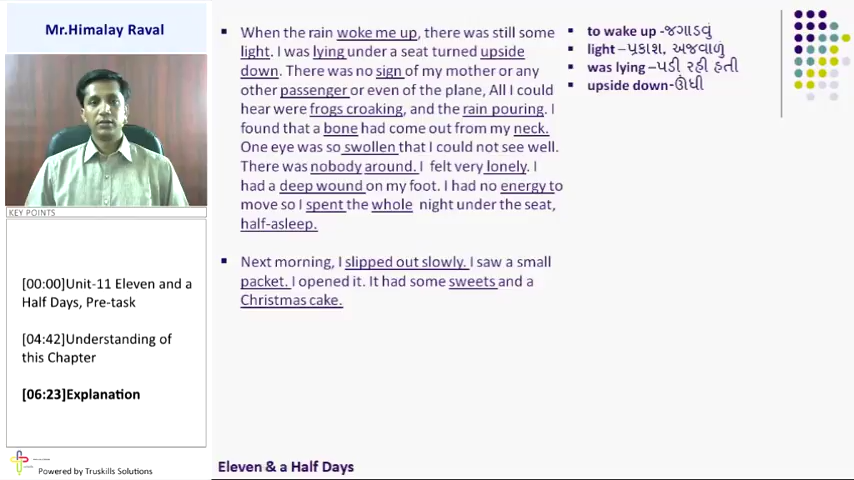 Mr.Himalay Raval
KEY POINTS
[00:00]Unit-11 Eleven and a
Half Days, Pre-task
[04:42]Understanding of
this Chapter
[06:23]Explanation
Powered by Truskills Solutions
When the rain woke me up, there was still some
light. I was lying under a seat turned upside
down. There was no sign of my mother or any
other passenger or even of the plane, All I could
hear were frogs croaking, and the rain pouring. I
found that a bone had come out from my neck.
One eye was so swollen that I could not see well.
There was nobody around. I felt very lonely. I
had a deep wound on my foot. I had no energy to
move so I spent the whole night under the seat,
half-asleep.
Next morning, I slipped out slowly. I saw a small
packet. I opened it. It had some sweets and a
Christmas cake.
to wake up -જગાડવું
light –પ્રકાશ, અજવાળું
was lying –પડી રહી હતી
upside down-ઊંધી
Eleven & a Half Days